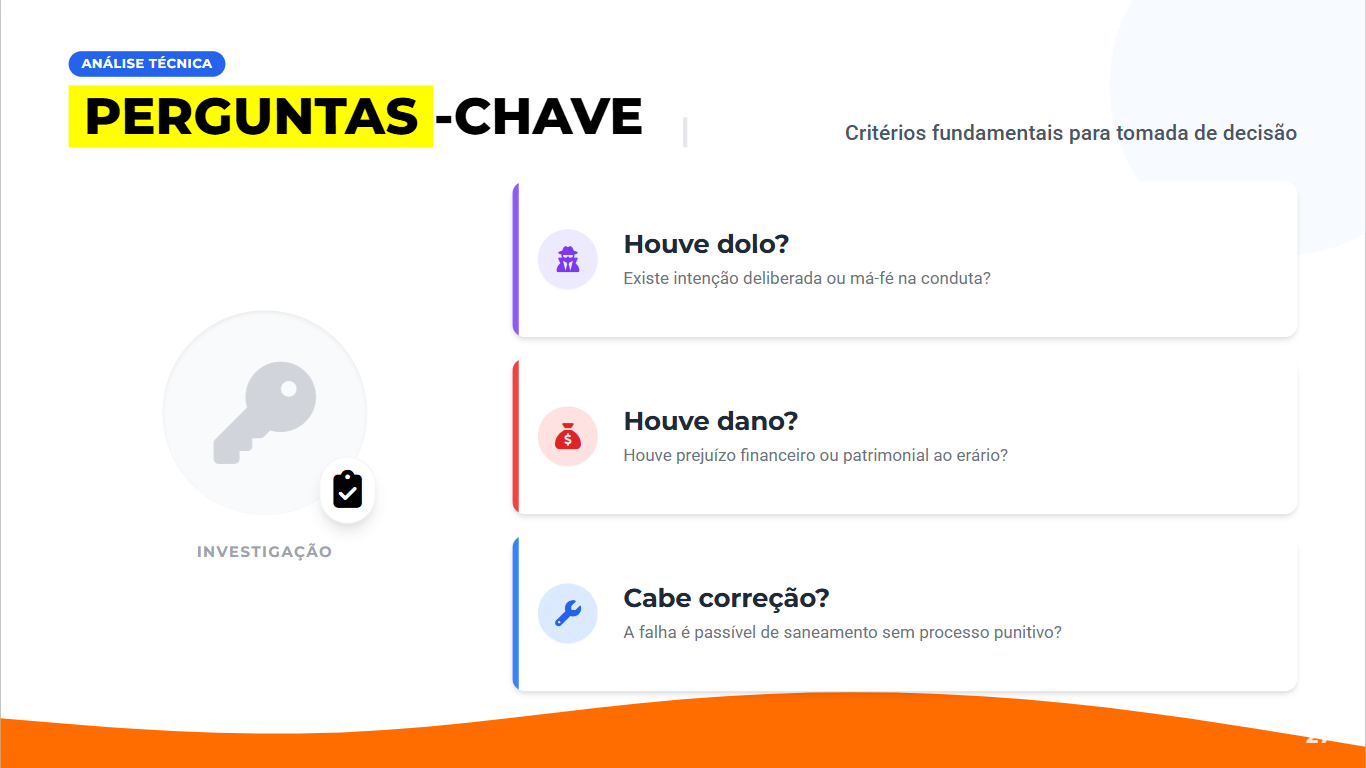 ANÁLISE TÉCNICA
PERGUNTAS -CHAVE
Critérios fundamentais para tomada de decisão
Houve dolo?
Existe intenção deliberada ou má-fé na conduta?
Houve dano?
Houve prejuízo financeiro ou patrimonial ao erário?
INVESTIGAÇÃO
Cabe correção?
A falha é passível de saneamento sem processo punitivo?